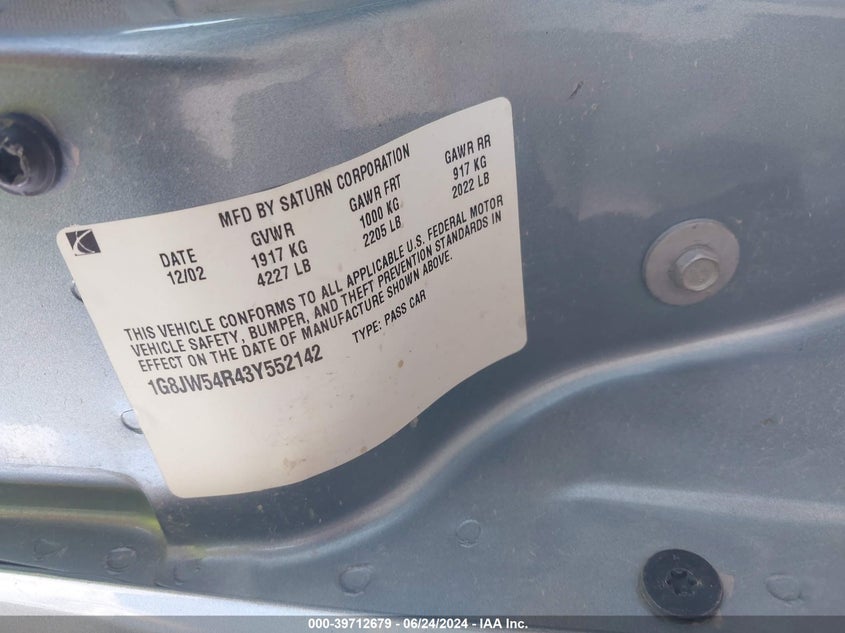 MFD BY SATURN CORPORATION
DATE GVWR GAWR FRT GAWR RR
12/02 1917 KG 1000 KG 917 KG
4227 LB 2205 LB 2022 LB
THIS VEHICLE CONFORMS TO ALL APPLICABLE U.S. FEDERAL MOTOR
VEHICLE SAFETY, BUMPER, AND THEFT PREVENTION STANDARDS IN
EFFECT ON THE DATE OF MANUFACTURE SHOWN ABOVE.
1G8JW54R43Y552142 TYPE: PASS CAR
000-39712679 - 06/24/2024 - IAA Inc.